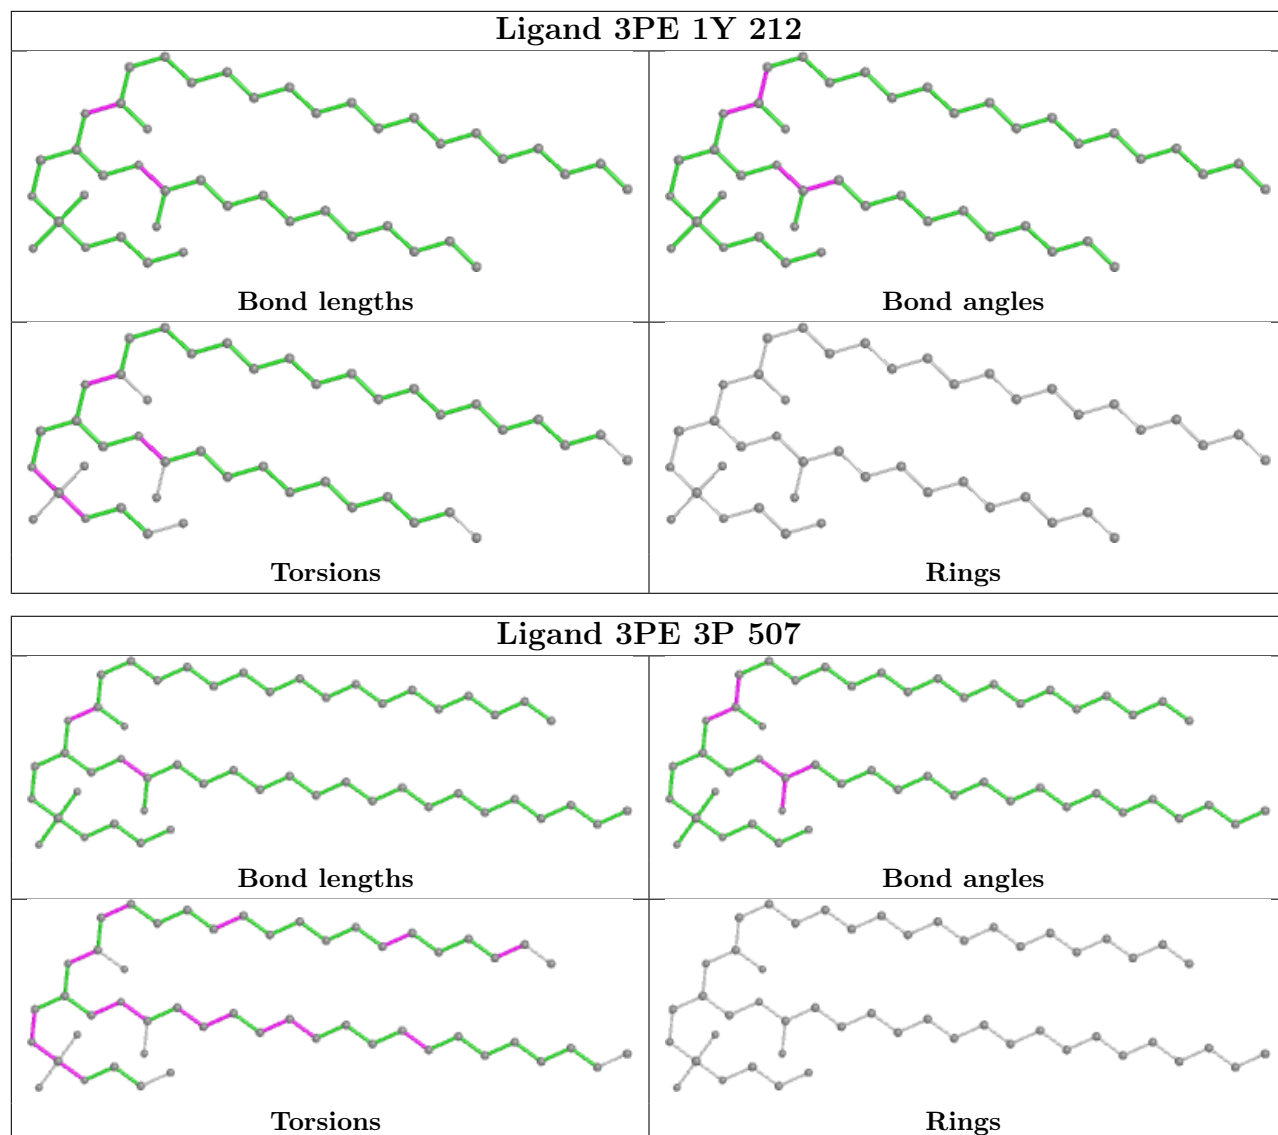 Ligand 3PE 1Y 212
Bond lengths
Bond angles
Torsions
Rings
Ligand 3PE 3P 507
Bond lengths
Bond angles
Torsions
Rings